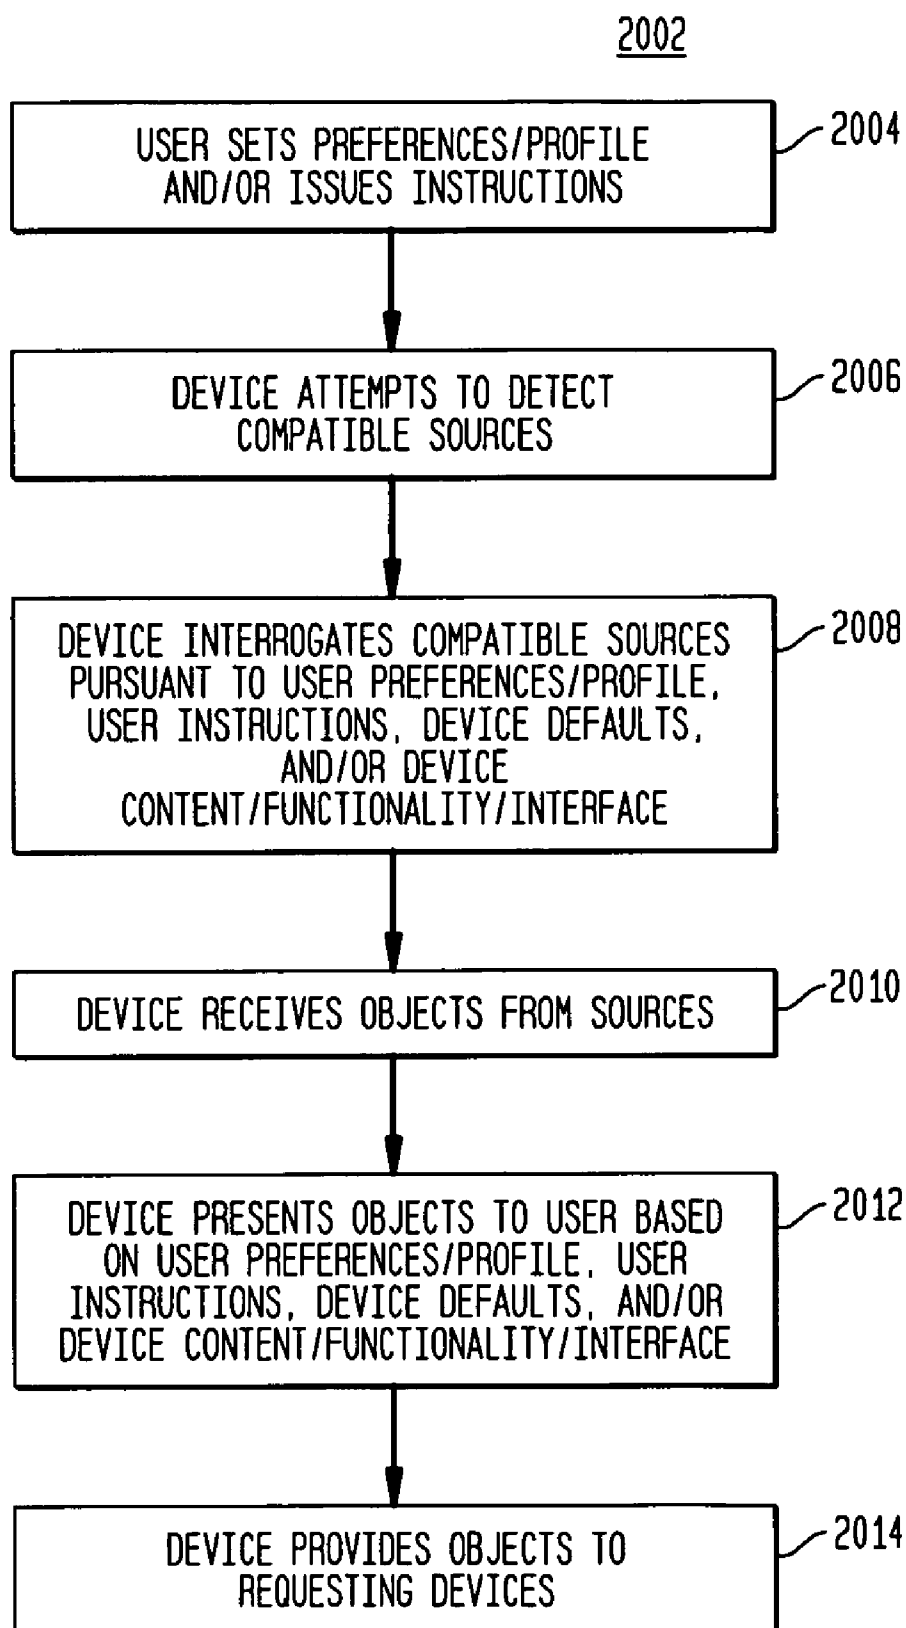 2002
USER SETS PREFERENCES/PROFILE
AND/OR ISSUES INSTRUCTIONS
2004
DEVICE ATTEMPTS TO DETECT
COMPATIBLE SOURCES
2006
DEVICE INTERROGATES COMPATIBLE SOURCES
PURSUANT TO USER PREFERENCES/PROFILE,
USER INSTRUCTIONS, DEVICE DEFAULTS,
AND/OR DEVICE
CONTENT/FUNCTIONALITY/INTERFACE
2008
DEVICE RECEIVES OBJECTS FROM SOURCES
2010
DEVICE PRESENTS OBJECTS TO USER BASED
ON USER PREFERENCES/PROFILE, USER
INSTRUCTIONS, DEVICE DEFAULTS, AND/OR
DEVICE CONTENT/FUNCTIONALITY/INTERFACE
2012
DEVICE PROVIDES OBJECTS TO
REQUESTING DEVICES
2014